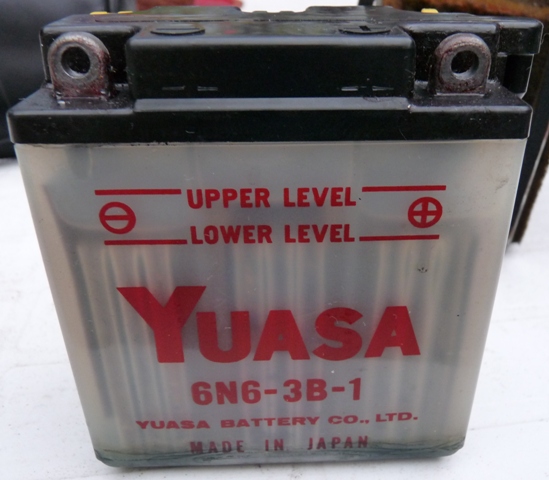 UPPER LEVEL
⊖ ⊕
LOWER LEVEL
YUASA
6N6-3B-1
YUASA BATTERY CO., LTD.
MADE IN JAPAN